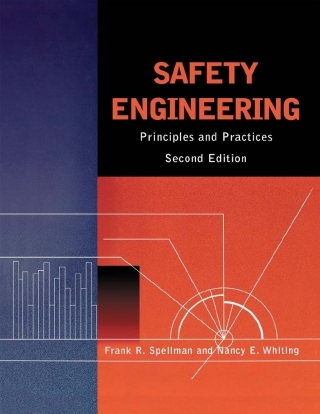 SAFETY
ENGINEERING
Principles and Practices
Second Edition
Frank R. Spellman and Nancy E. Whiting